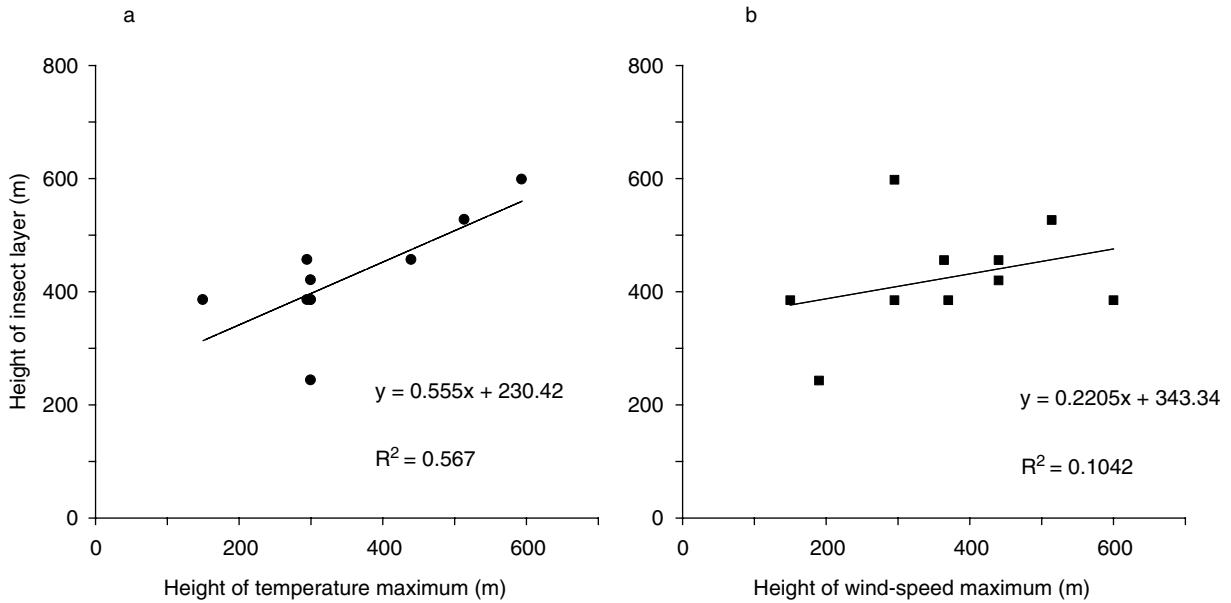 a
800
600
400
200
0
0 200 400 600
Height of insect layer (m)
Height of temperature maximum (m)
y = 0.555x + 230.42
R² = 0.567
b
800
600
400
200
0
0 200 400 600
Height of wind-speed maximum (m)
y = 0.2205x + 343.34
R² = 0.1042